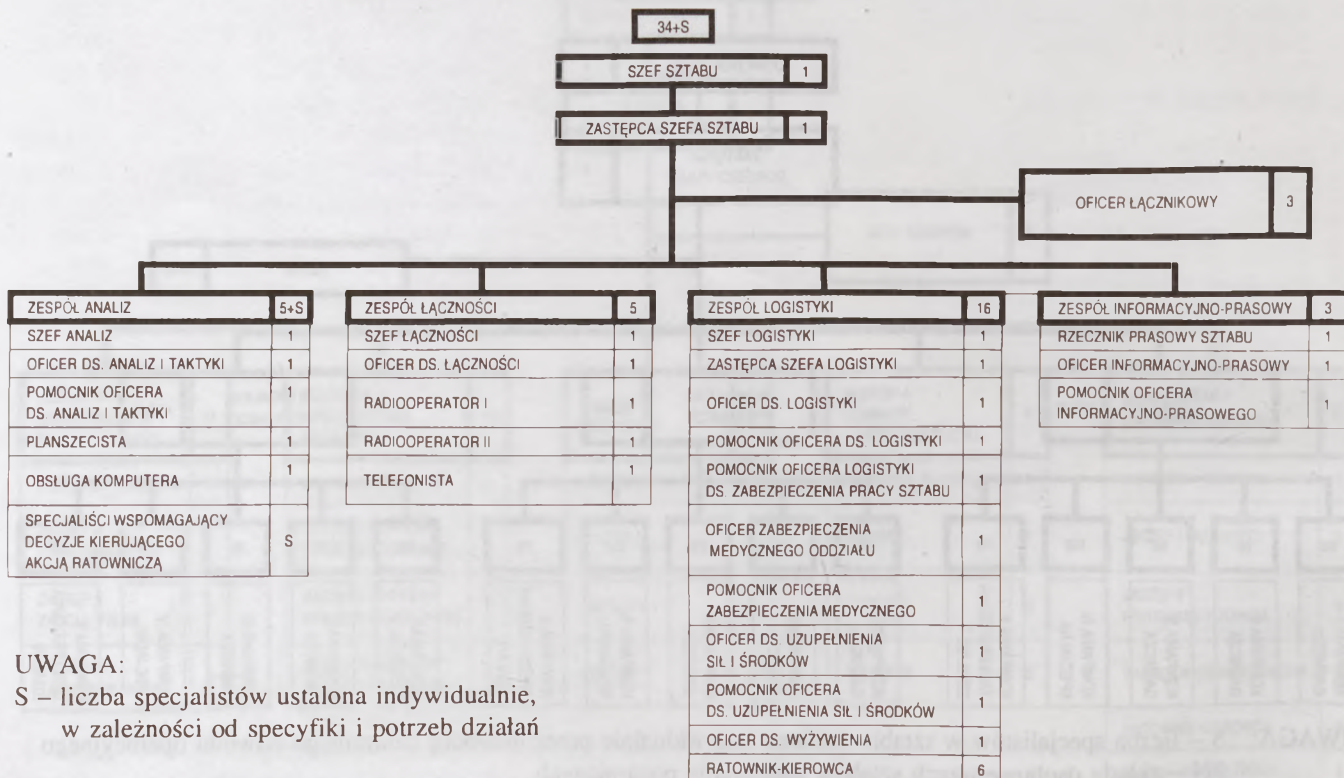 34+S
SZEF SZTABU 1
ZASTĘPCA SZEFA SZTABU 1
OFICER ŁĄCZNIKOWY 3
ZESPÓŁ ANALIZ 5+S
SZEF ANALIZ 1
OFICER DS. ANALIZ I TAKTYKI 1
POMOCNIK OFICERA 1
DS. ANALIZ I TAKTYKI
PLANSZECISTA 1
OBSŁUGA KOMPUTERA 1
SPECJALIŚCI WSPOMAGAJĄCY
DECYZJE KIERUJĄCEGO S
AKCJĄ RATOWNICZĄ
ZESPÓŁ ŁĄCZNOŚCI 5
SZEF ŁĄCZNOŚCI 1
OFICER DS. ŁĄCZNOŚCI 1
RADIOOPERATOR I 1
RADIOOPERATOR II 1
TELEFONISTA 1
ZESPÓŁ LOGISTYKI 16
SZEF LOGISTYKI 1
ZASTĘPCA SZEFA LOGISTYKI 1
OFICER DS. LOGISTYKI 1
POMOCNIK OFICERA DS. LOGISTYKI 1
POMOCNIK OFICERA LOGISTYKI
DS. ZABEZPIECZENIA PRACY SZTABU 1
OFICER ZABEZPIECZENIA
MEDYCZNEGO ODDZIAŁU 1
POMOCNIK OFICERA
ZABEZPIECZENIA MEDYCZNEGO 1
OFICER DS. UZUPEŁNIENIA
SIŁ I ŚRODKÓW 1
POMOCNIK OFICERA
DS. UZUPEŁNIENIA SIŁ I ŚRODKÓW 1
OFICER DS. WYŻYWIENIA 1
RATOWNIK-KIEROWCA 6
ZESPÓŁ INFORMACYJNO-PRASOWY 3
RZECZNIK PRASOWY SZTABU 1
OFICER INFORMACYJNO-PRASOWY 1
POMOCNIK OFICERA
INFORMACYJNO-PRASOWEGO 1
UWAGA:
S – liczba specjalistów ustalona indywidualnie,
w zależności od specyfiki i potrzeb działań